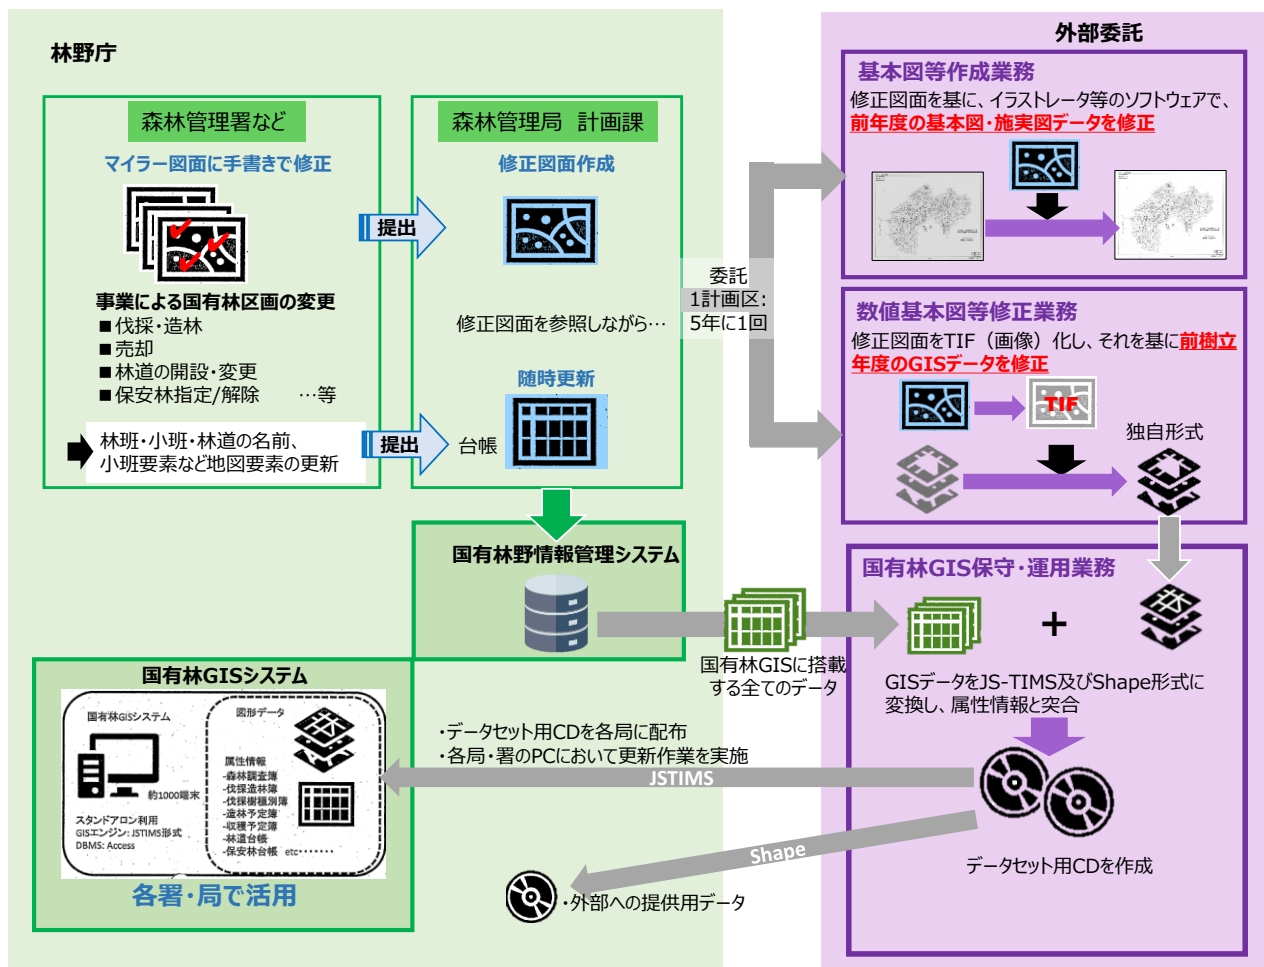 林野庁
森林管理署など
マイラー図面に手書きで修正
提出
事業による国有林区画の変更
■伐採・造林
■売却
■林道の開設・変更
■保安林指定/解除　　…等
林班・小班・林道の名前、
小班要素など地図要素の更新
提出
森林管理局 計画課
修正図面作成
修正図面を参照しながら…
随時更新
台帳
委託
1計画区:
5年に1回
外部委託
基本図等作成業務
修正図面を基に、イラストレータ等のソフトウェアで、
前年度の基本図・施実図データを修正
数値基本図等修正業務
修正図面をTIF（画像）化し、それを基に前樹立
年度のGISデータを修正
TIF
独自形式
国有林野情報管理システム
国有林GISに搭載
する全てのデータ
国有林GIS保守・運用業務
+
GISデータをJS-TIMS及びShape形式に
変換し、属性情報と突合
データセット用CDを作成
・データセット用CDを各局に配布
・各局・署のPCにおいて更新作業を実施
JSTIMS
Shape
・外部への提供用データ
国有林GISシステム
国有林GISシステム
約1000端末
スタンドアロン利用
GISエンジン: JSTIMS形式
DBMS: Access
図形データ
属性情報
-森林調査簿
-伐採造林簿
-伐採樹種別簿
-造林予定簿
-収穫予定簿
-林道台帳
-保安林台帳 etc・・・・・・・
各署・局で活用